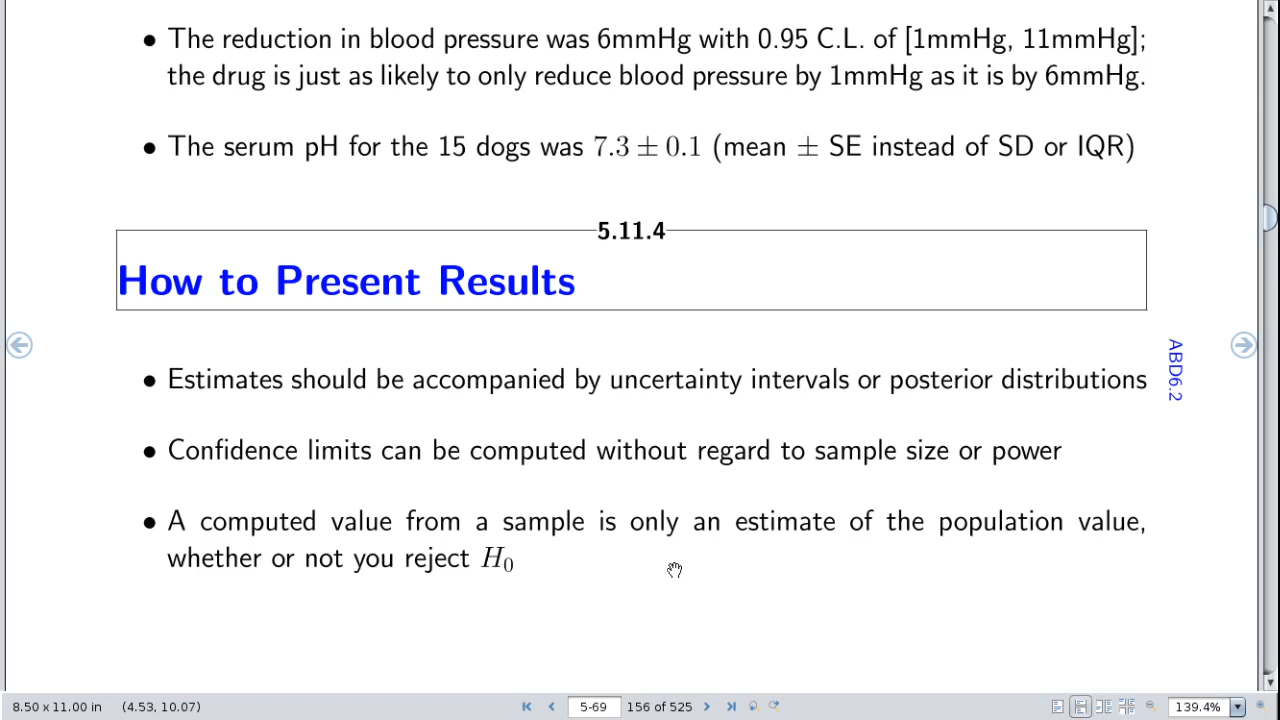 • The reduction in blood pressure was 6mmHg with 0.95 C.L. of [1mmHg, 11mmHg];
the drug is just as likely to only reduce blood pressure by 1mmHg as it is by 6mmHg.
• The serum pH for the 15 dogs was 7.3 ± 0.1 (mean ± SE instead of SD or IQR)
5.11.4
How to Present Results
• Estimates should be accompanied by uncertainty intervals or posterior distributions
ABD6.2
• Confidence limits can be computed without regard to sample size or power
• A computed value from a sample is only an estimate of the population value,
whether or not you reject H₀
8.50 x 11.00 in (4.53, 10.07) 5-69 156 of 525 139.4%